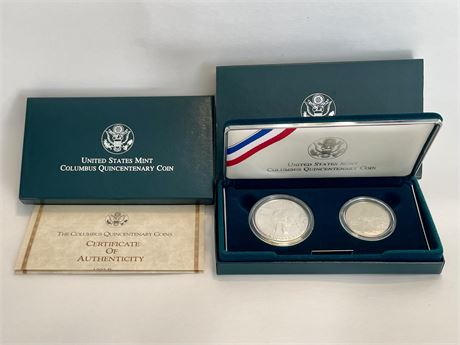 UNITED STATES MINT
COLUMBUS QUINCENTENARY COIN
UNITED STATES MINT
COLUMBUS QUINCENTENARY COIN
THE COLUMBUS QUINCENTENARY COINS
CERTIFICATE
OF
AUTHENTICITY